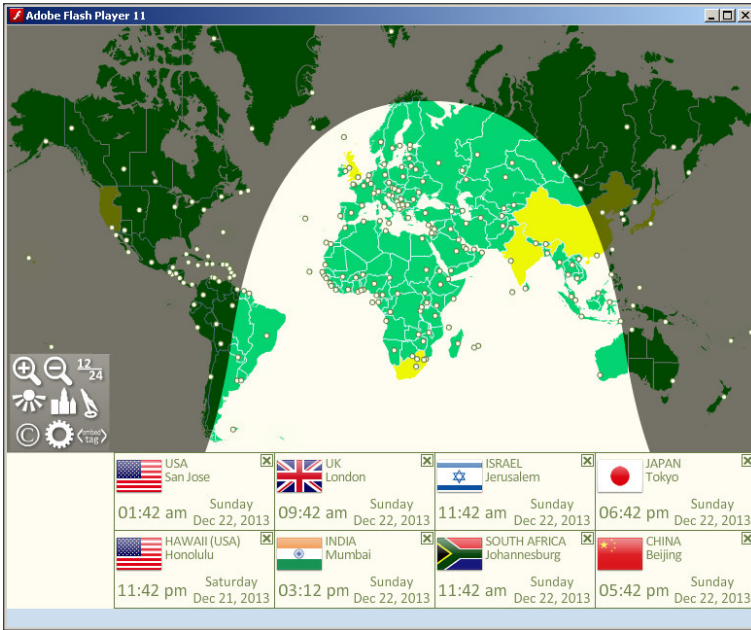 Adobe Flash Player 11
12
24
©
<embed
tag>
USA
San Jose
01:42 am
Sunday
Dec 22, 2013
UK
London
09:42 am
Sunday
Dec 22, 2013
ISRAEL
Jerusalem
11:42 am
Sunday
Dec 22, 2013
JAPAN
Tokyo
06:42 pm
Sunday
Dec 22, 2013
HAWAII (USA)
Honolulu
11:42 pm
Saturday
Dec 21, 2013
INDIA
Mumbai
03:12 pm
Sunday
Dec 22, 2013
SOUTH AFRICA
Johannesburg
11:42 am
Sunday
Dec 22, 2013
CHINA
Beijing
05:42 pm
Sunday
Dec 22, 2013